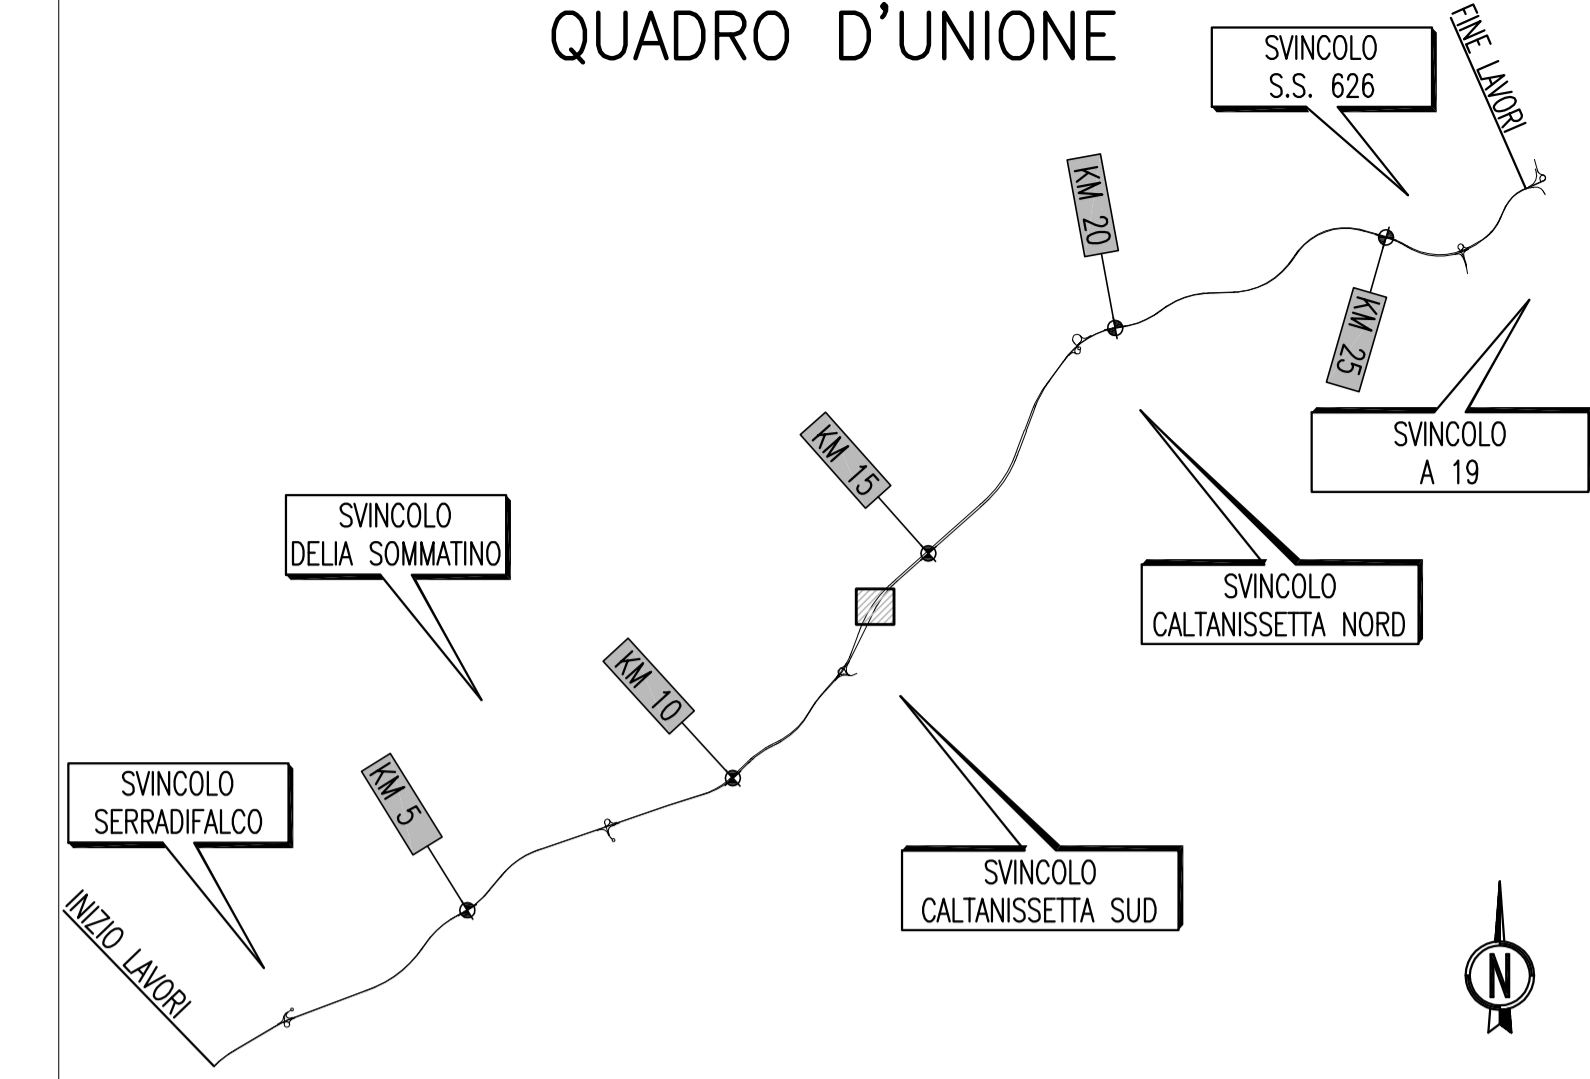 QUADRO D'UNIONE
SVINCOLO
S.S. 626
FINE LAVORI
KM 20
KM 25
SVINCOLO
A 19
KM 15
SVINCOLO
DELIA SOMMATINO
SVINCOLO
CALTANISSETTA NORD
KM 10
KM 5
SVINCOLO
SERRADIFALCO
SVINCOLO
CALTANISSETTA SUD
INIZIO LAVORI
N